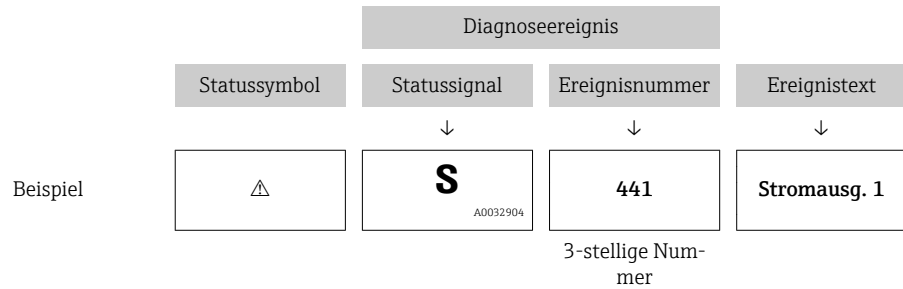 Diagnoseereignis
Statussymbol Statussignal Ereignisnummer Ereignistext
↓ ↓ ↓
Beispiel ⚠ S 441 Stromausg. 1
A0032904
3-stellige Num-
mer